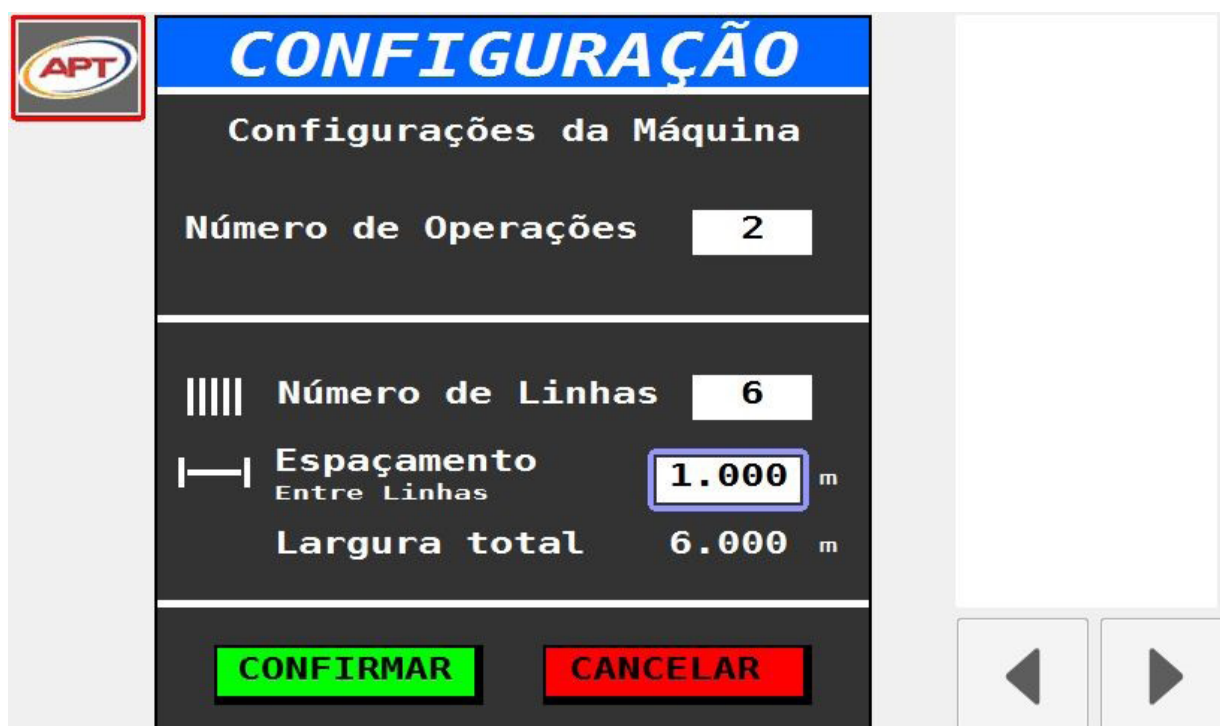 APT
CONFIGURAÇÃO
Configurações da Máquina
Número de Operações 2
Número de Linhas 6
Espaçamento 1.000 m
Entre Linhas
Largura total 6.000 m
CONFIRMAR CANCELAR